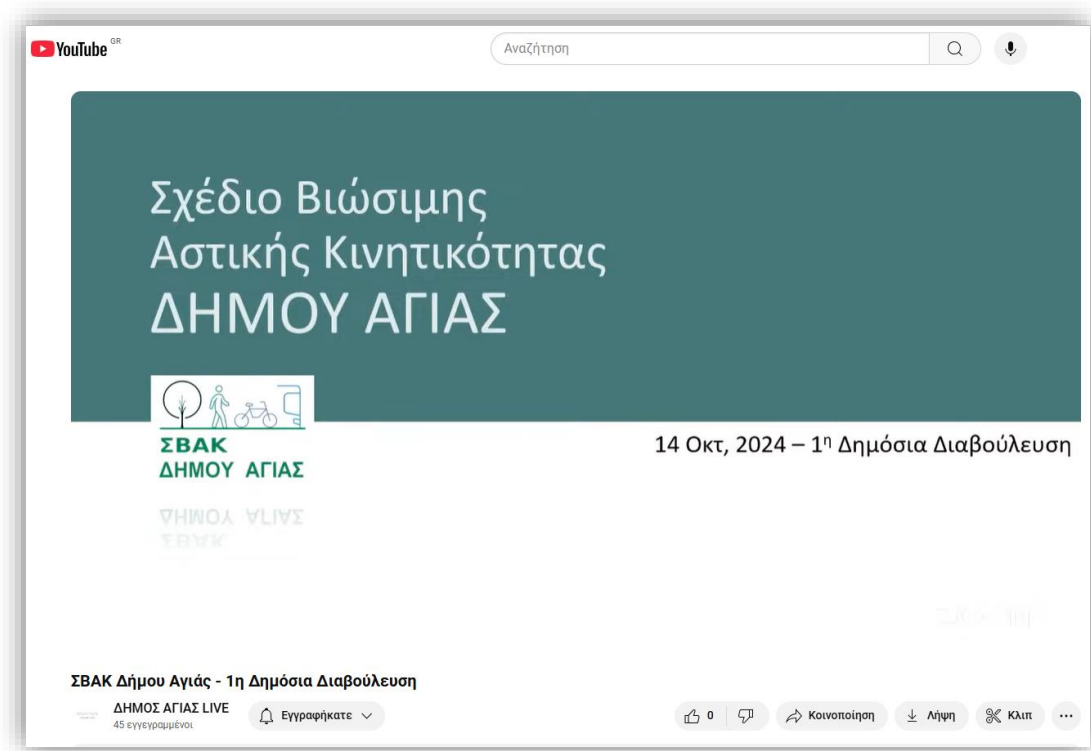 YouTube GR
Αναζήτηση
Σχέδιο Βιώσιμης
Αστικής Κινητικότητας
ΔΗΜΟΥ ΑΓΙΑΣ
ΣΒΑΚ
ΔΗΜΟΥ ΑΓΙΑΣ
14 Οκτ, 2024 – 1η Δημόσια Διαβούλευση
ΣΒΑΚ Δήμου Αγιάς - 1η Δημόσια Διαβούλευση
ΔΗΜΟΣ ΑΓΙΑΣ LIVE
45 εγγεγραμμένοι
Εγγραφήκατε
0
Κοινοποίηση
Λήψη
Κλιπ